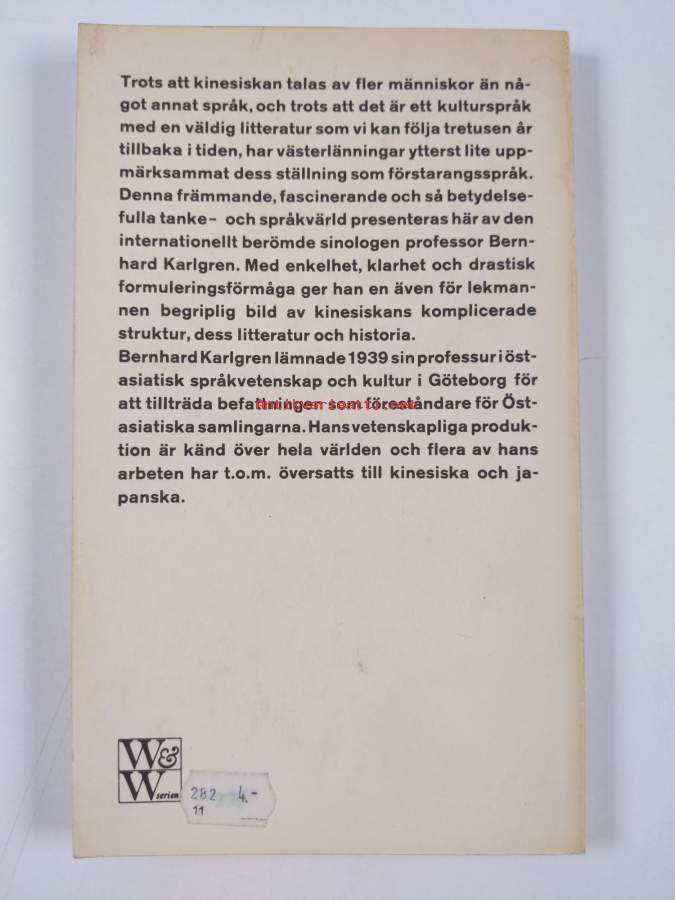 Trots att kinesiskan talas av fler människor än nå-
got annat språk, och trots att det är ett kulturspråk
med en väldig litteratur som vi kan följa tretusen år
tillbaka i tiden, har västerlänningar ytterst lite upp-
märksammat dess ställning som förstarangsspråk.
Denna främmande, fascinerande och så betydelse-
fulla tanke- och språkvärld presenteras här av den
internationellt berömde sinologen professor Bern-
hard Karlgren. Med enkelhet, klarhet och drastisk
formuleringsförmåga ger han en även för lekman-
nen begriplig bild av kinesiskans komplicerade
struktur, dess litteratur och historia.
Bernhard Karlgren lämnade 1939 sin professur i öst-
asiatisk språkvetenskap och kultur i Göteborg för
att tillträda befattningen som föreståndare för Öst-
asiatiska samlingarna. Hans vetenskapliga produk-
tion är känd över hela världen och flera av hans
arbeten har t.o.m. översatts till kinesiska och ja-
panska.
W&
W serien
282 4.-
11